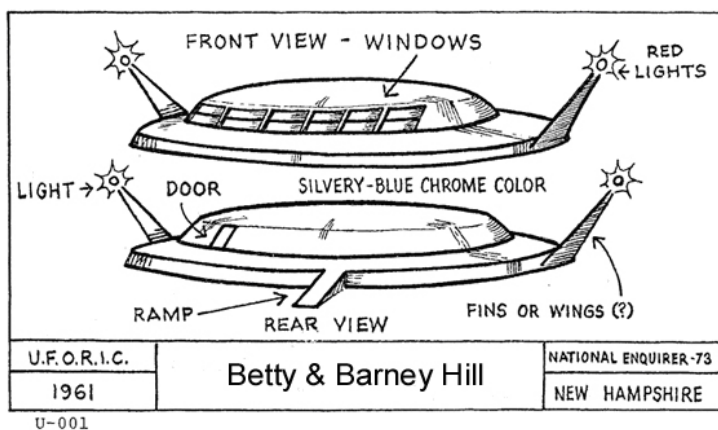 FRONT VIEW - WINDOWS
RED
LIGHTS
LIGHT
DOOR
SILVERY-BLUE CHROME COLOR
RAMP
REAR VIEW
FINS OR WINGS (?)
U.F.O.R.I.C.
1961
Betty & Barney Hill
NATIONAL ENQUIRER-73
NEW HAMPSHIRE
U-001